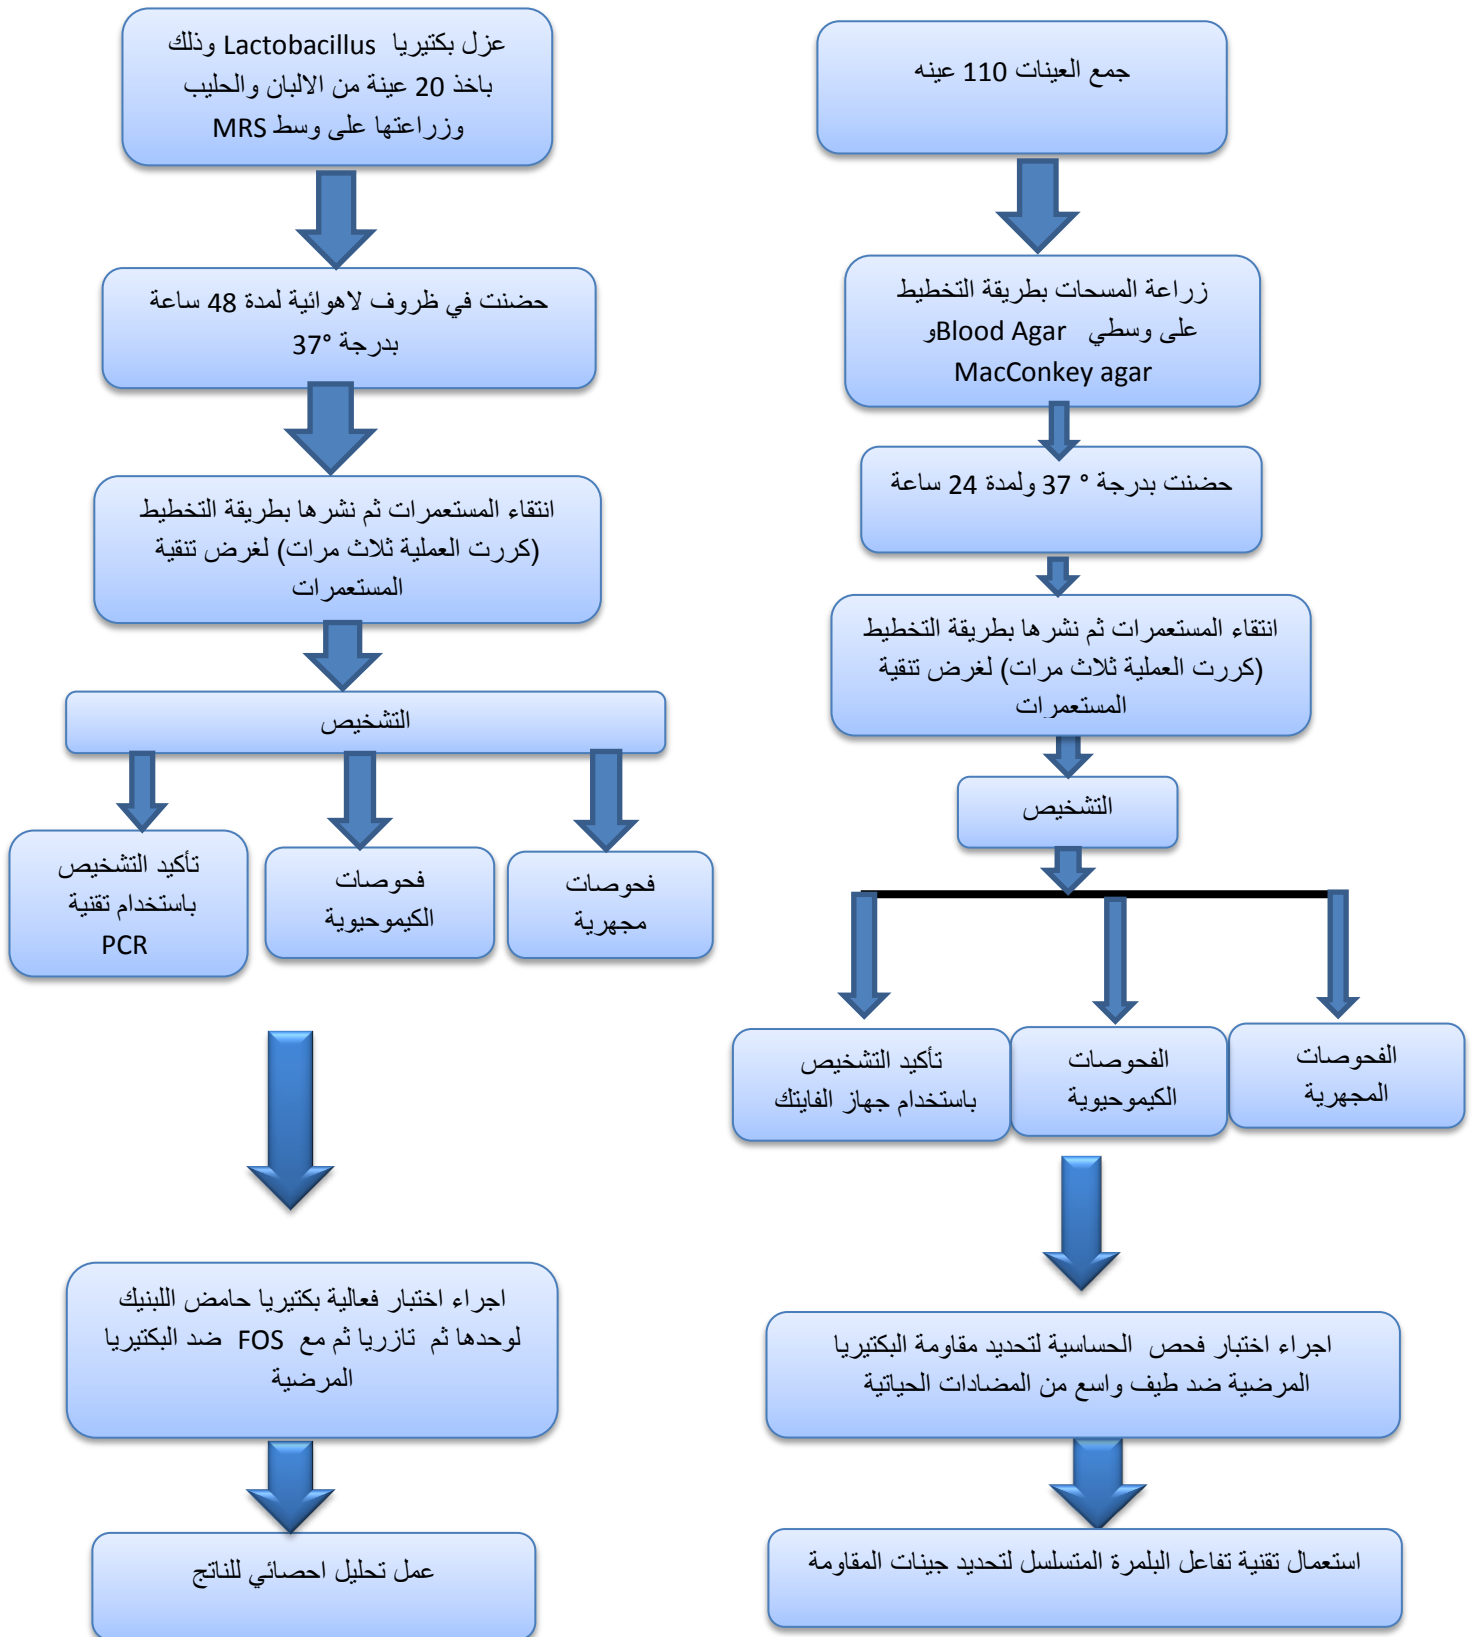 جمع العينات 110 عينه
زراعة المسحات بطريقة التخطيط
على وسطي Blood Agarو
MacConkey agar
حضنت بدرجة ° 37 ولمدة 24 ساعة
انتقاء المستعمرات ثم نشرها بطريقة التخطيط
(كررت العملية ثلاث مرات) لغرض تنقية
المستعمرات
التشخيص
الفحوصات
المجهرية
الفحوصات
الكيموحيوية
تأكيد التشخيص
باستخدام جهاز الفايتك
اجراء اختبار فحص الحساسية لتحديد مقاومة البكتيريا
المرضية ضد طيف واسع من المضادات الحياتية
استعمال تقنية تفاعل البلمرة المتسلسل لتحديد جينات المقاومة
عزل بكتيريا Lactobacillus وذلك
باخذ 20 عينة من الالبان والحليب
وزراعتها على وسط MRS
حضنت في ظروف لاهوائية لمدة 48 ساعة
بدرجة °37
انتقاء المستعمرات ثم نشرها بطريقة التخطيط
(كررت العملية ثلاث مرات) لغرض تنقية
المستعمرات
التشخيص
فحوصات
مجهرية
فحوصات
الكيموحيوية
تأكيد التشخيص
باستخدام تقنية
PCR
اجراء اختبار فعالية بكتيريا حامض اللبنيك
لوحدها ثم تازريا ثم مع FOS ضد البكتيريا
المرضية
عمل تحليل احصائي للناتج